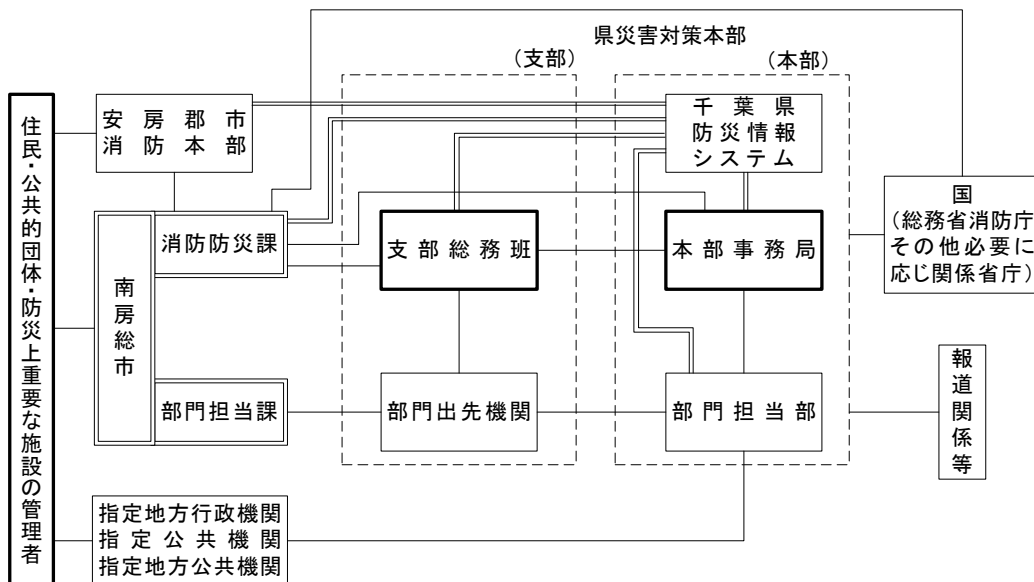 県災害対策本部
（支部）
（本部）
住民・公共的団体・防災上重要な施設の管理者
安房郡市
消防本部
千葉県
防災情報
システム
国
（総務省消防庁
その他必要に
応じ関係省庁）
南房総市
消防防災課
支部総務班
本部事務局
部門担当課
部門出先機関
部門担当部
報道関係等
指定地方行政機関
指定公共機関
指定地方公共機関